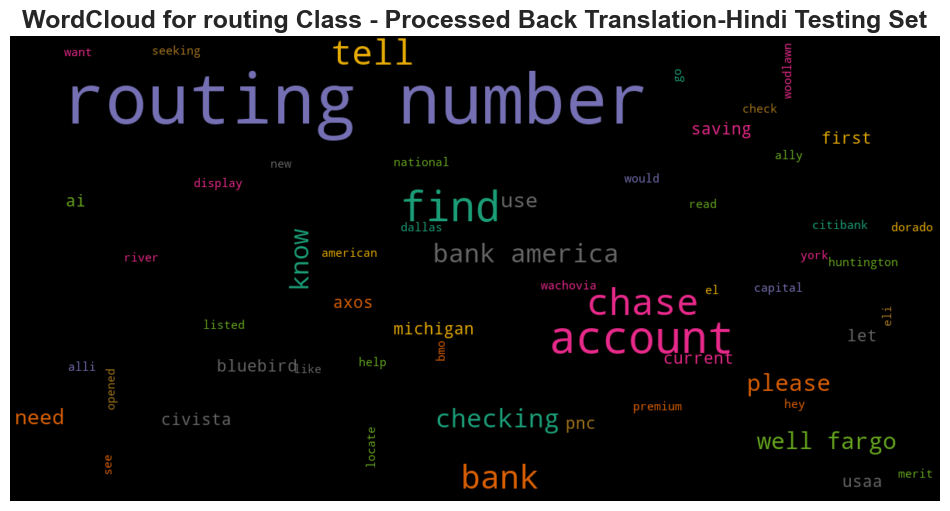 WordCloud for routing Class - Processed Back Translation-Hindi Testing Set
want
seeking
tell
go
woodlawn
routing number
check
saving
first
ally
new
national
display
would
ai
find
use
read
dallas
citibank
dorado
know
american
bank america
river
york
huntington
wachovia
el
capital
axos
chase
eli
listed
michigan
account
let
bmo
current
alli
bluebird
like
help
opened
please
need
civista
checking
pnc
premium
hey
locate
well fargo
see
bank
usaa
merit